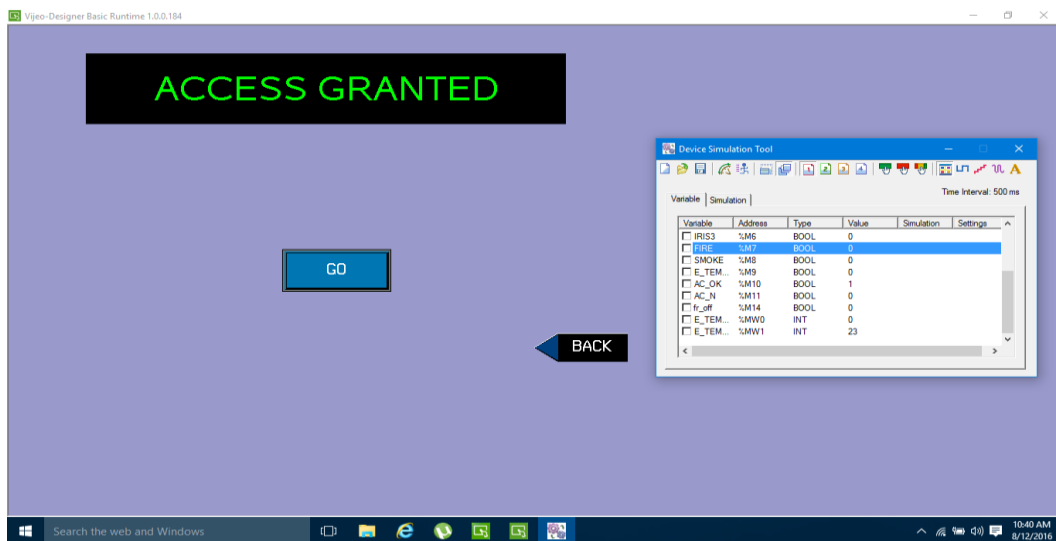 Vijeo-Designer Basic Runtime 1.0.0.184
ACCESS GRANTED
GO
BACK
Device Simulation Tool
Time Interval: 500 ms
Variable Simulation
Variable Address Type Value Simulation Settings
IRIS3 %M6 BOOL 0
FIRE %M7 BOOL 0
SMOKE %M8 BOOL 0
E_TEM... %M9 BOOL 0
AC_OK %M10 BOOL 1
AC_N %M11 BOOL 0
fr_off %M14 BOOL 0
E_TEM... %MW0 INT 0
E_TEM... %MW1 INT 23
Search the web and Windows
10:40 AM
8/12/2016